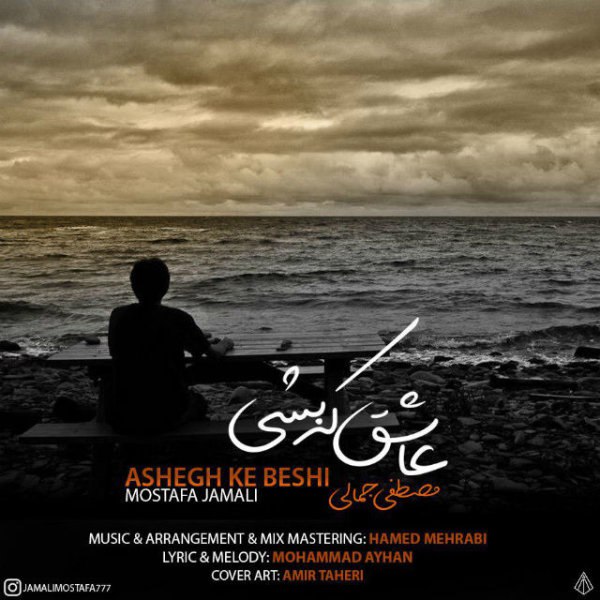 عاشق که بشی
ASHEGH KE BESHI
مصطفی جمالی
MOSTAFA JAMALI
MUSIC & ARRANGEMENT & MIX MASTERING: HAMED MEHRABI
LYRIC & MELODY: MOHAMMAD AYHAN
COVER ART: AMIR TAHERI
JAMALIMOSTAFA777